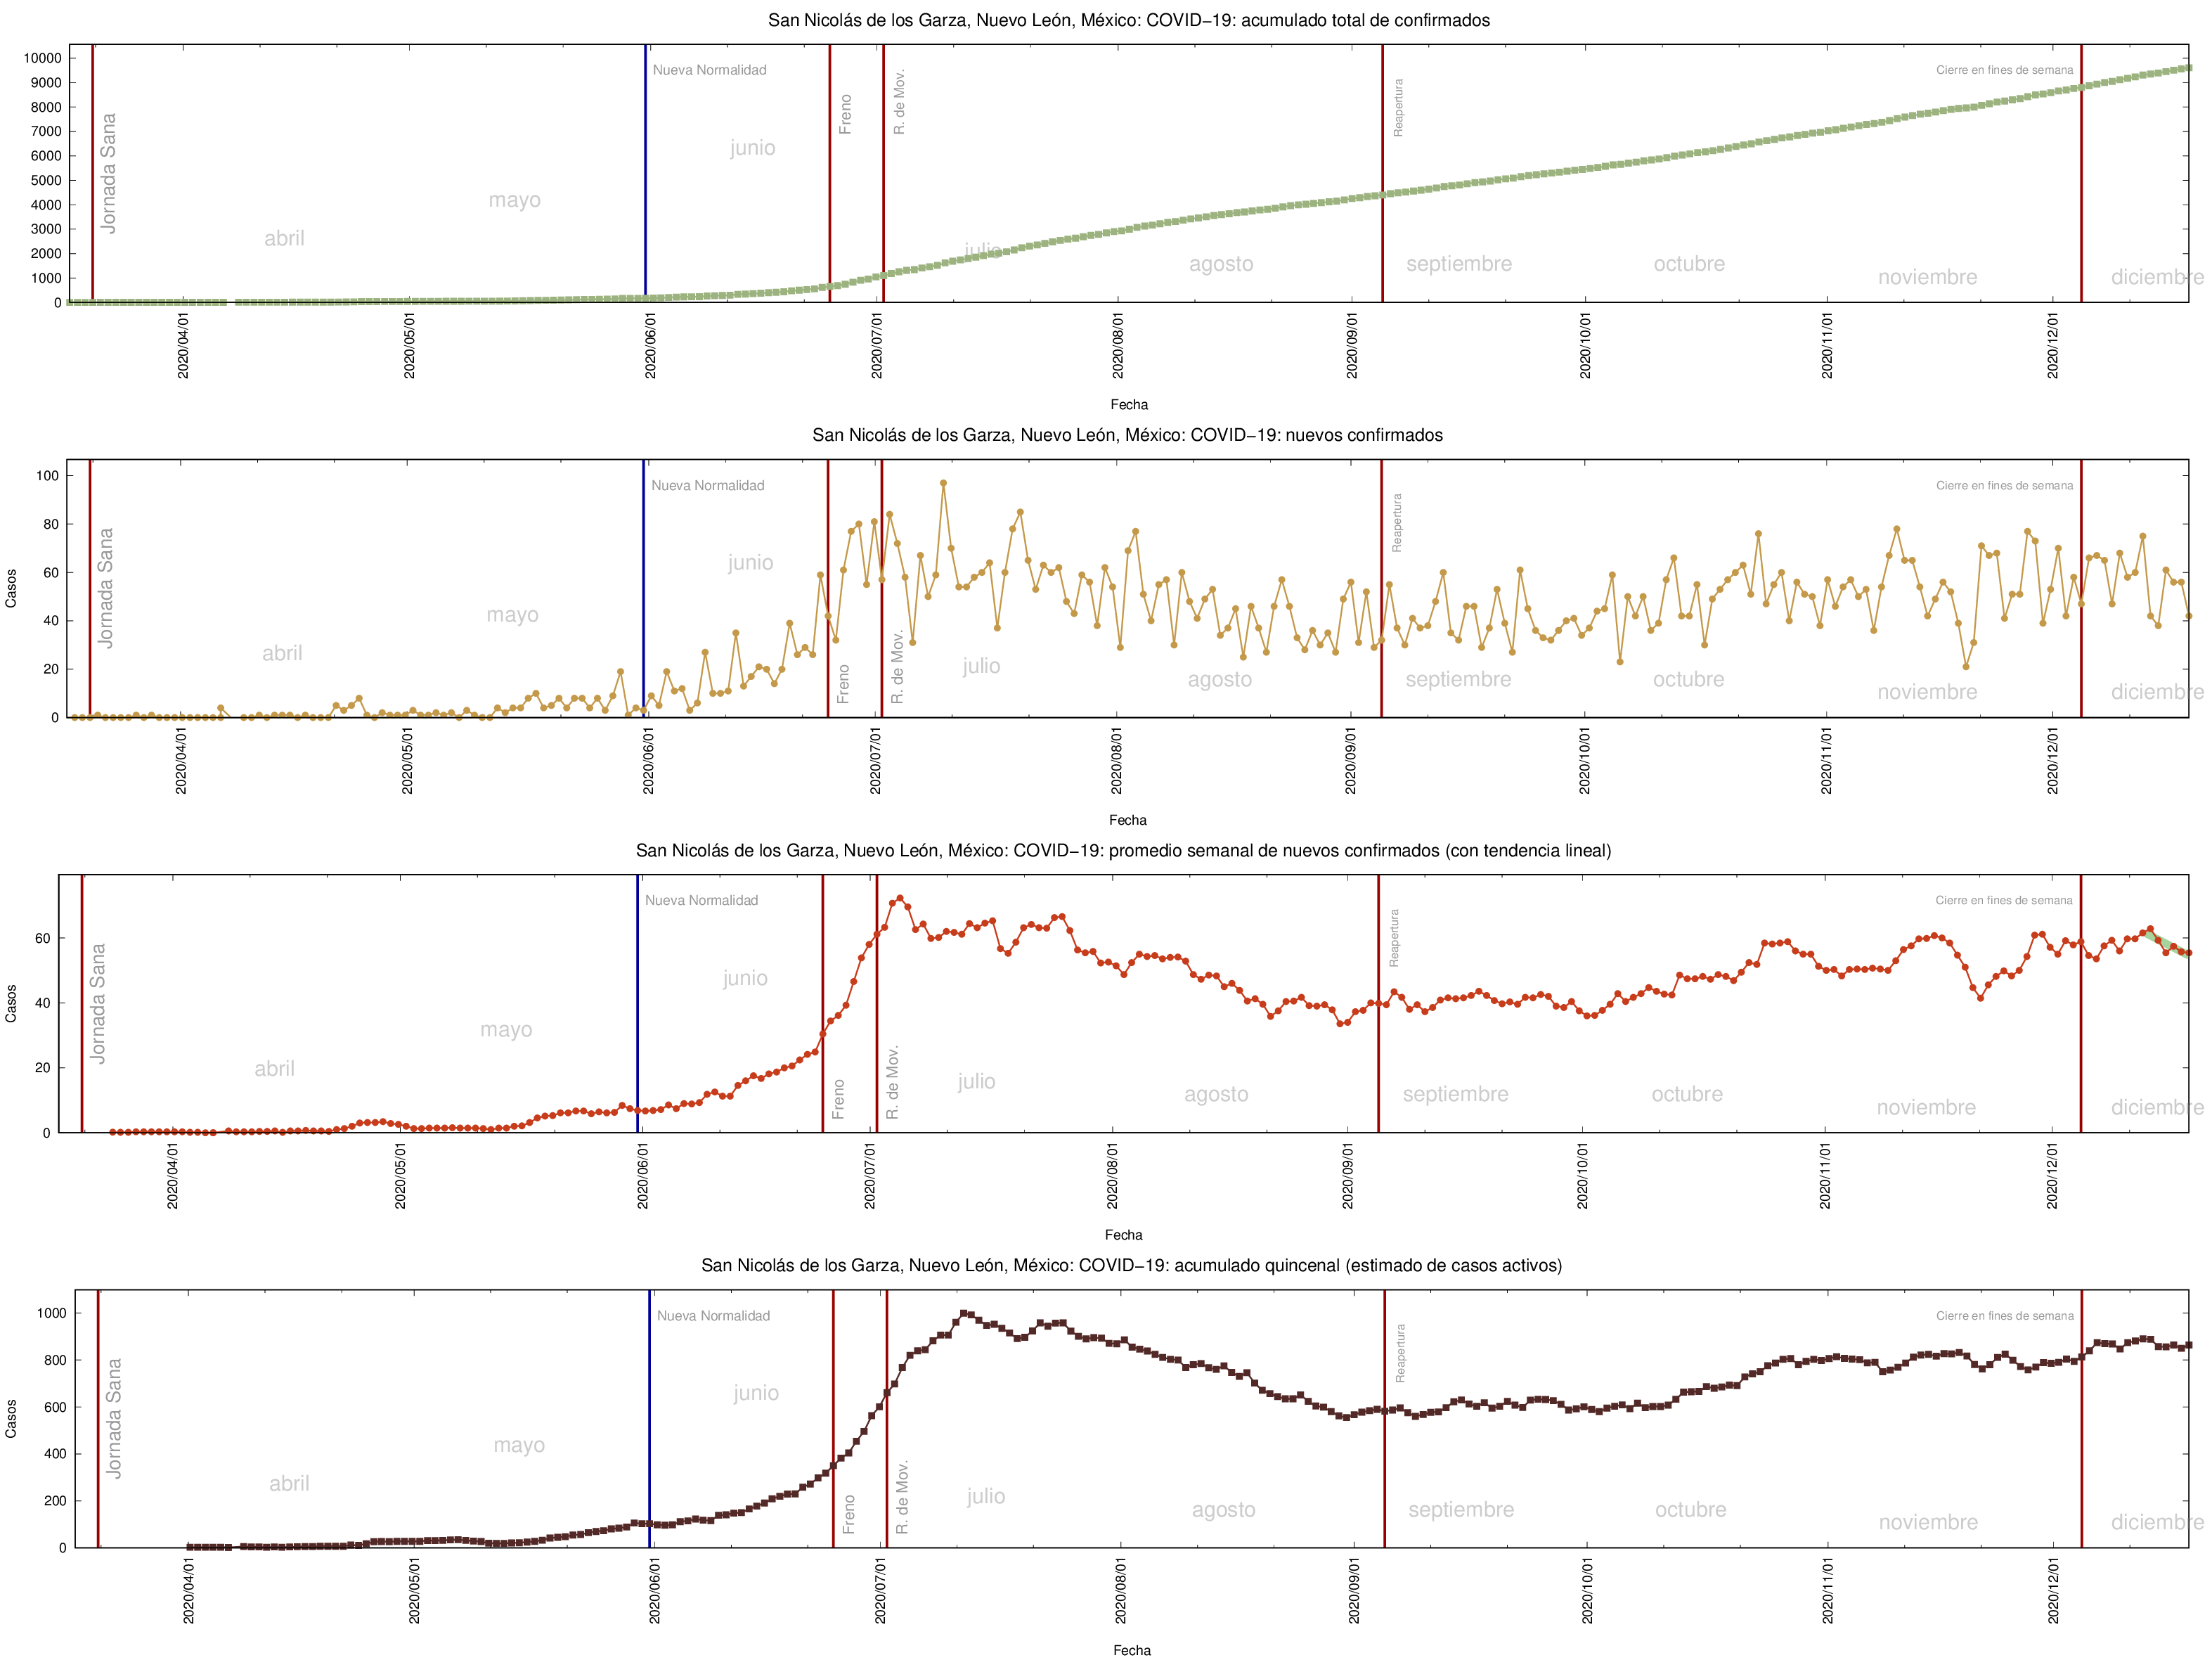 San Nicolás de los Garza, Nuevo León, México: COVID−19: acumulado total de confirmados
10000
9000
8000
7000
6000
5000
4000
3000
2000
1000
0
Jornada Sana
abril
mayo
Nueva Normalidad
junio
Freno
R. de Mov.
julio
agosto
Reapertura
septiembre
octubre
noviembre
Cierre en fines de semana
diciembre
2020/04/01
2020/05/01
2020/06/01
2020/07/01
2020/08/01
2020/09/01
2020/10/01
2020/11/01
2020/12/01
Fecha
San Nicolás de los Garza, Nuevo León, México: COVID−19: nuevos confirmados
Casos
100
80
60
40
20
0
Jornada Sana
abril
mayo
Nueva Normalidad
junio
Freno
R. de Mov.
julio
agosto
Reapertura
septiembre
octubre
noviembre
Cierre en fines de semana
diciembre
2020/04/01
2020/05/01
2020/06/01
2020/07/01
2020/08/01
2020/09/01
2020/10/01
2020/11/01
2020/12/01
Fecha
San Nicolás de los Garza, Nuevo León, México: COVID−19: promedio semanal de nuevos confirmados (con tendencia lineal)
Casos
60
40
20
0
Jornada Sana
abril
mayo
Nueva Normalidad
junio
Freno
R. de Mov.
julio
agosto
Reapertura
septiembre
octubre
noviembre
Cierre en fines de semana
diciembre
2020/04/01
2020/05/01
2020/06/01
2020/07/01
2020/08/01
2020/09/01
2020/10/01
2020/11/01
2020/12/01
Fecha
San Nicolás de los Garza, Nuevo León, México: COVID−19: acumulado quincenal (estimado de casos activos)
Casos
1000
800
600
400
200
0
Jornada Sana
abril
mayo
Nueva Normalidad
junio
Freno
R. de Mov.
julio
agosto
Reapertura
septiembre
octubre
noviembre
Cierre en fines de semana
diciembre
2020/04/01
2020/05/01
2020/06/01
2020/07/01
2020/08/01
2020/09/01
2020/10/01
2020/11/01
2020/12/01
Fecha